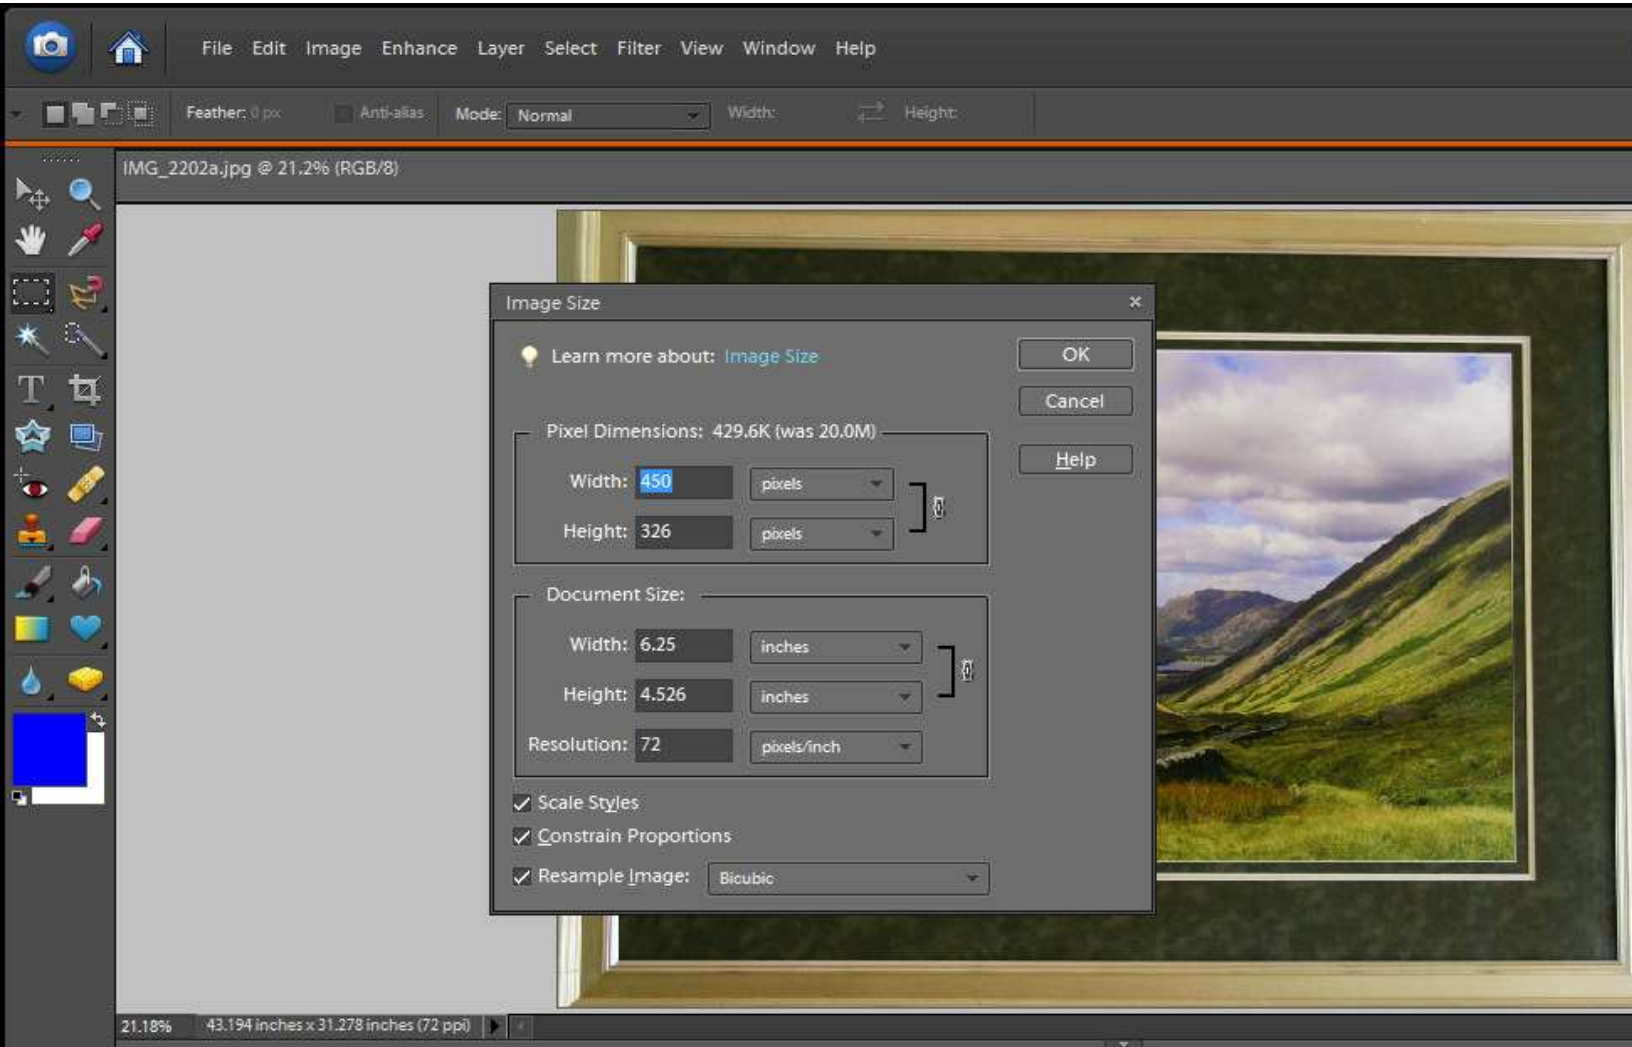 File Edit Image Enhance Layer Select Filter View Window Help
Feather: 0 px Anti-alias Mode: Normal Width: Height:
IMG_2202a.jpg @ 21.2% (RGB/8)
Image Size
Learn more about: Image Size
OK
Cancel
Help
Pixel Dimensions: 429.6K (was 20.0M)
Width: 450 pixels
Height: 326 pixels
Document Size:
Width: 6.25 inches
Height: 4.526 inches
Resolution: 72 pixels/inch
Scale Styles
Constrain Proportions
Resample Image: Bicubic
T
21.18% 43.194 inches x 31.278 inches (72 ppi)